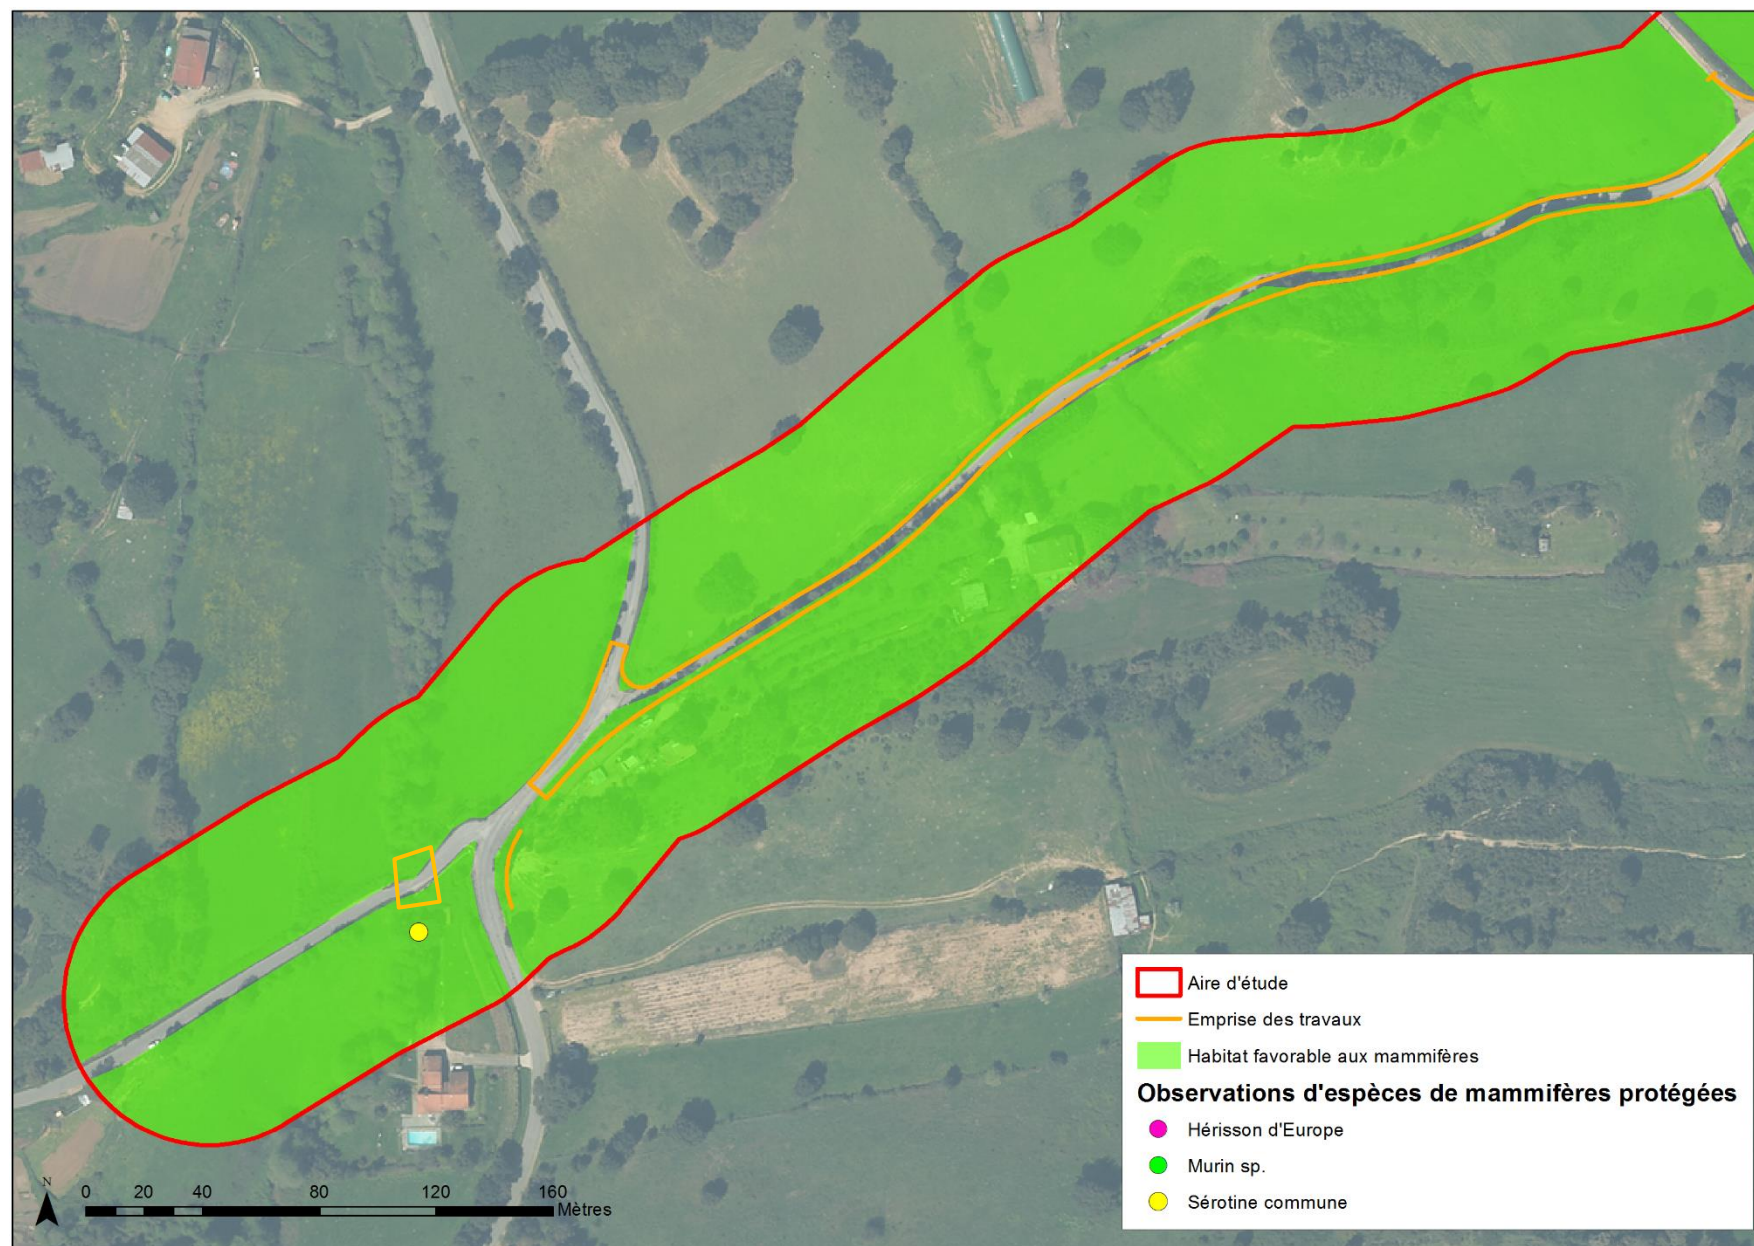 Aire d'étude
Emprise des travaux
Habitat favorable aux mammifères
Observations d'espèces de mammifères protégées
Hérisson d'Europe
Murin sp.
Sérotine commune
N
0 20 40 80 120 160
Mètres